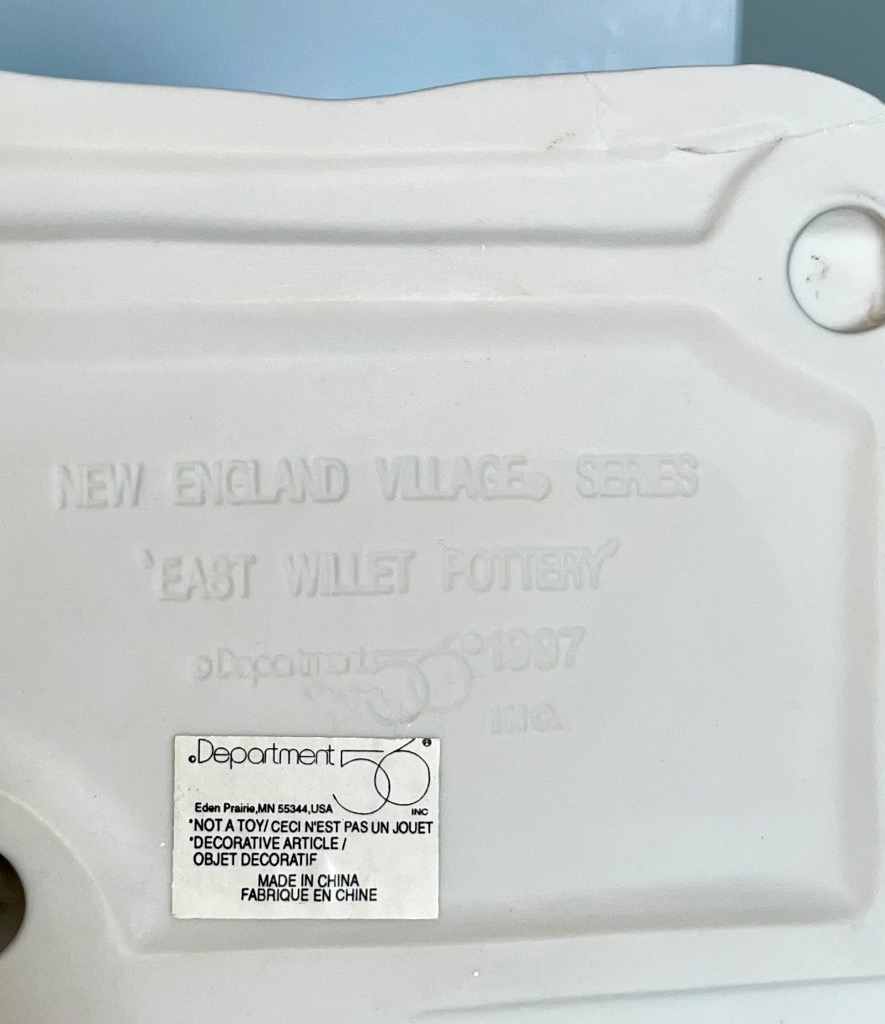 NEW ENGLAND VILLAGE® SERIES
'EAST WILLET POTTERY'
Department 56® 1997
INC.
Department 56®
Eden Prairie,MN 55344,USA INC
*NOT A TOY/ CECI N'EST PAS UN JOUET
*DECORATIVE ARTICLE /
OBJET DECORATIF
MADE IN CHINA
FABRIQUE EN CHINE